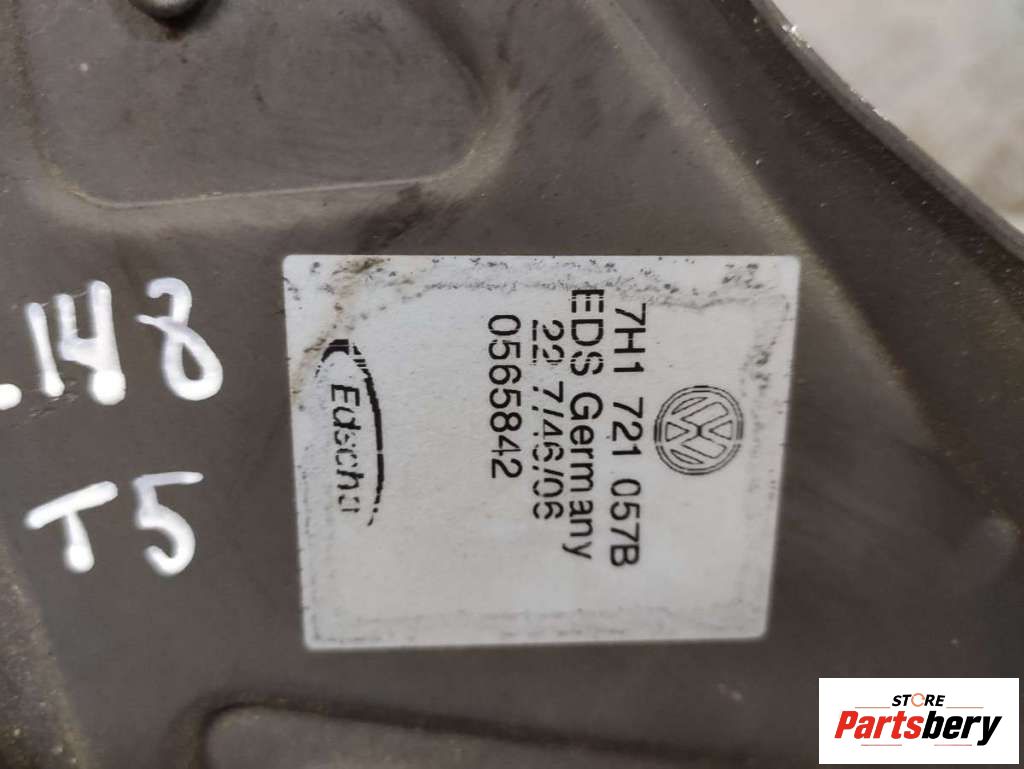 .148
T5
7H1 721 057B
EDS Germany
22 7/46/06
0565842
Edscha
STORE
Partsbery